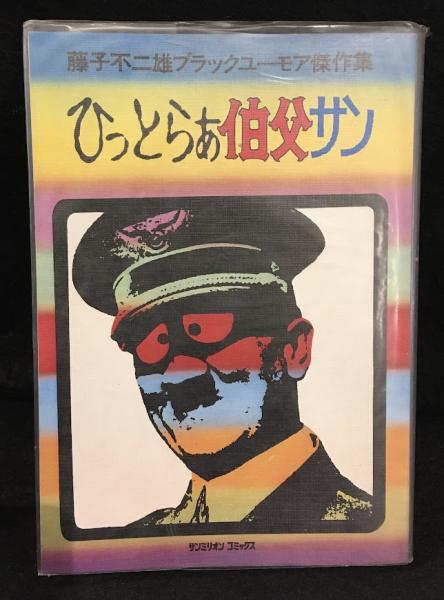 藤子不二雄ブラックユーモア傑作集
ひっとらぁ伯父サン
サンミリオン コミックス